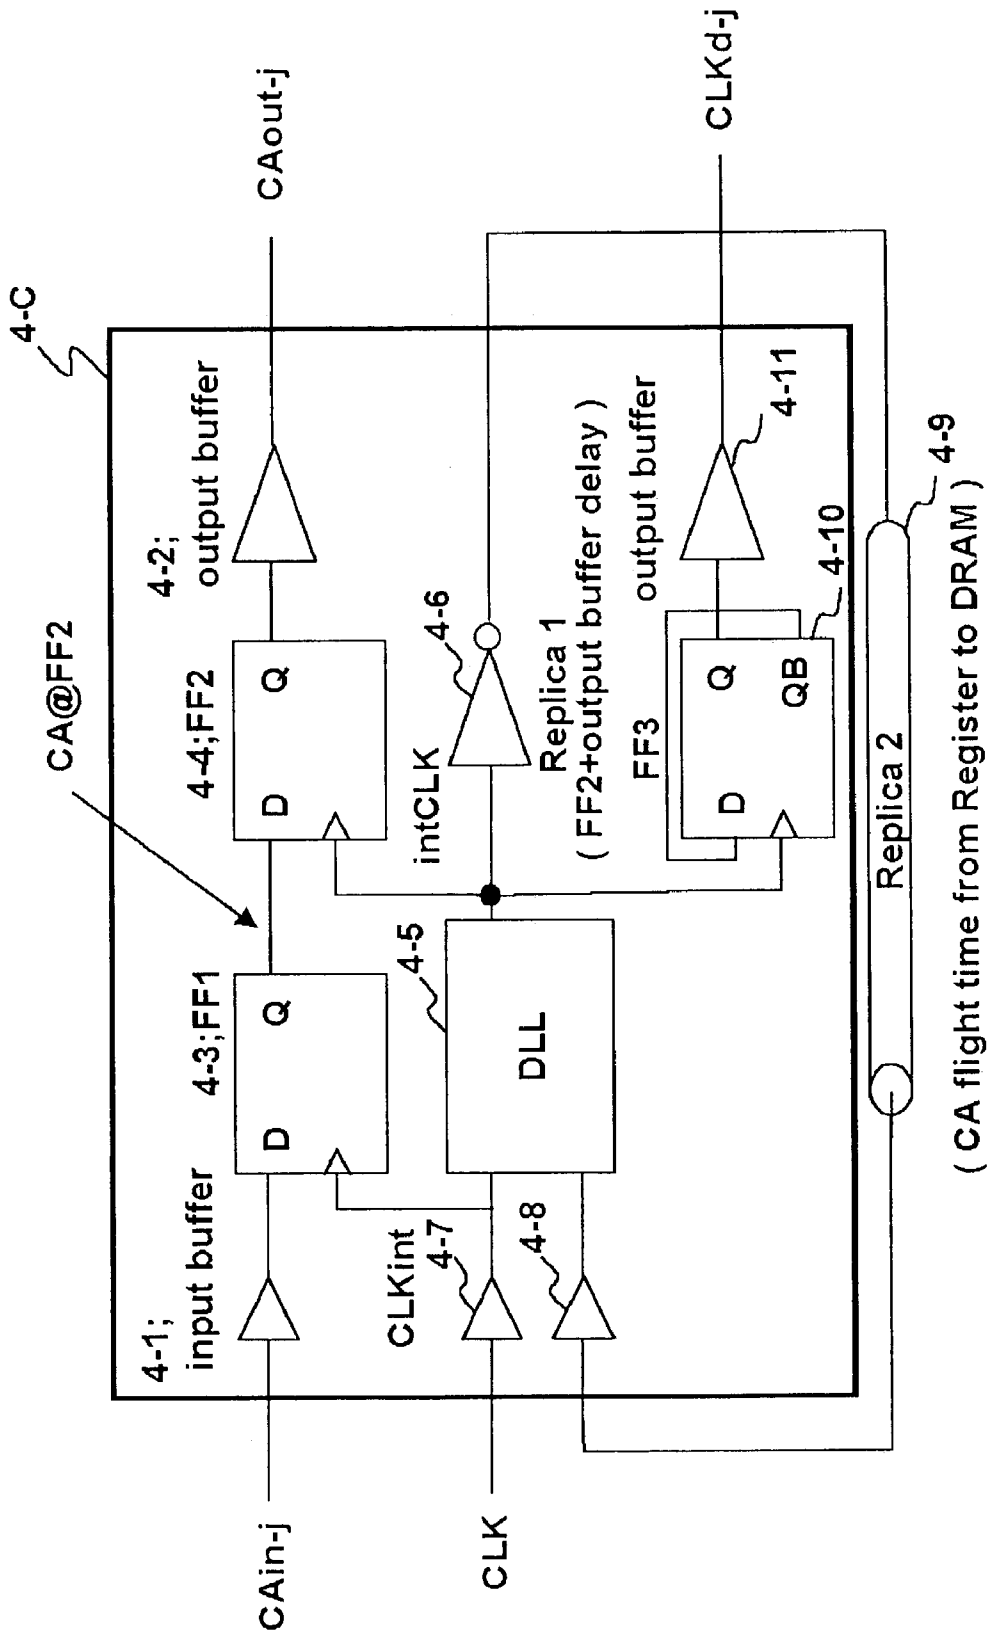 4-C
CA@FF2
4-1;
input buffer
4-3;FF1
4-4;FF2
4-2;
output buffer
CAin-j
D
Q
D
Q
CAout-j
CLKint
4-7
4-5
intCLK
4-6
CLK
DLL
4-8
Replica 1
( FF2+output buffer delay )
FF3
output buffer
D
Q
QB
CLKd-j
4-11
4-10
Replica 2
4-9
( CA flight time from Register to DRAM )